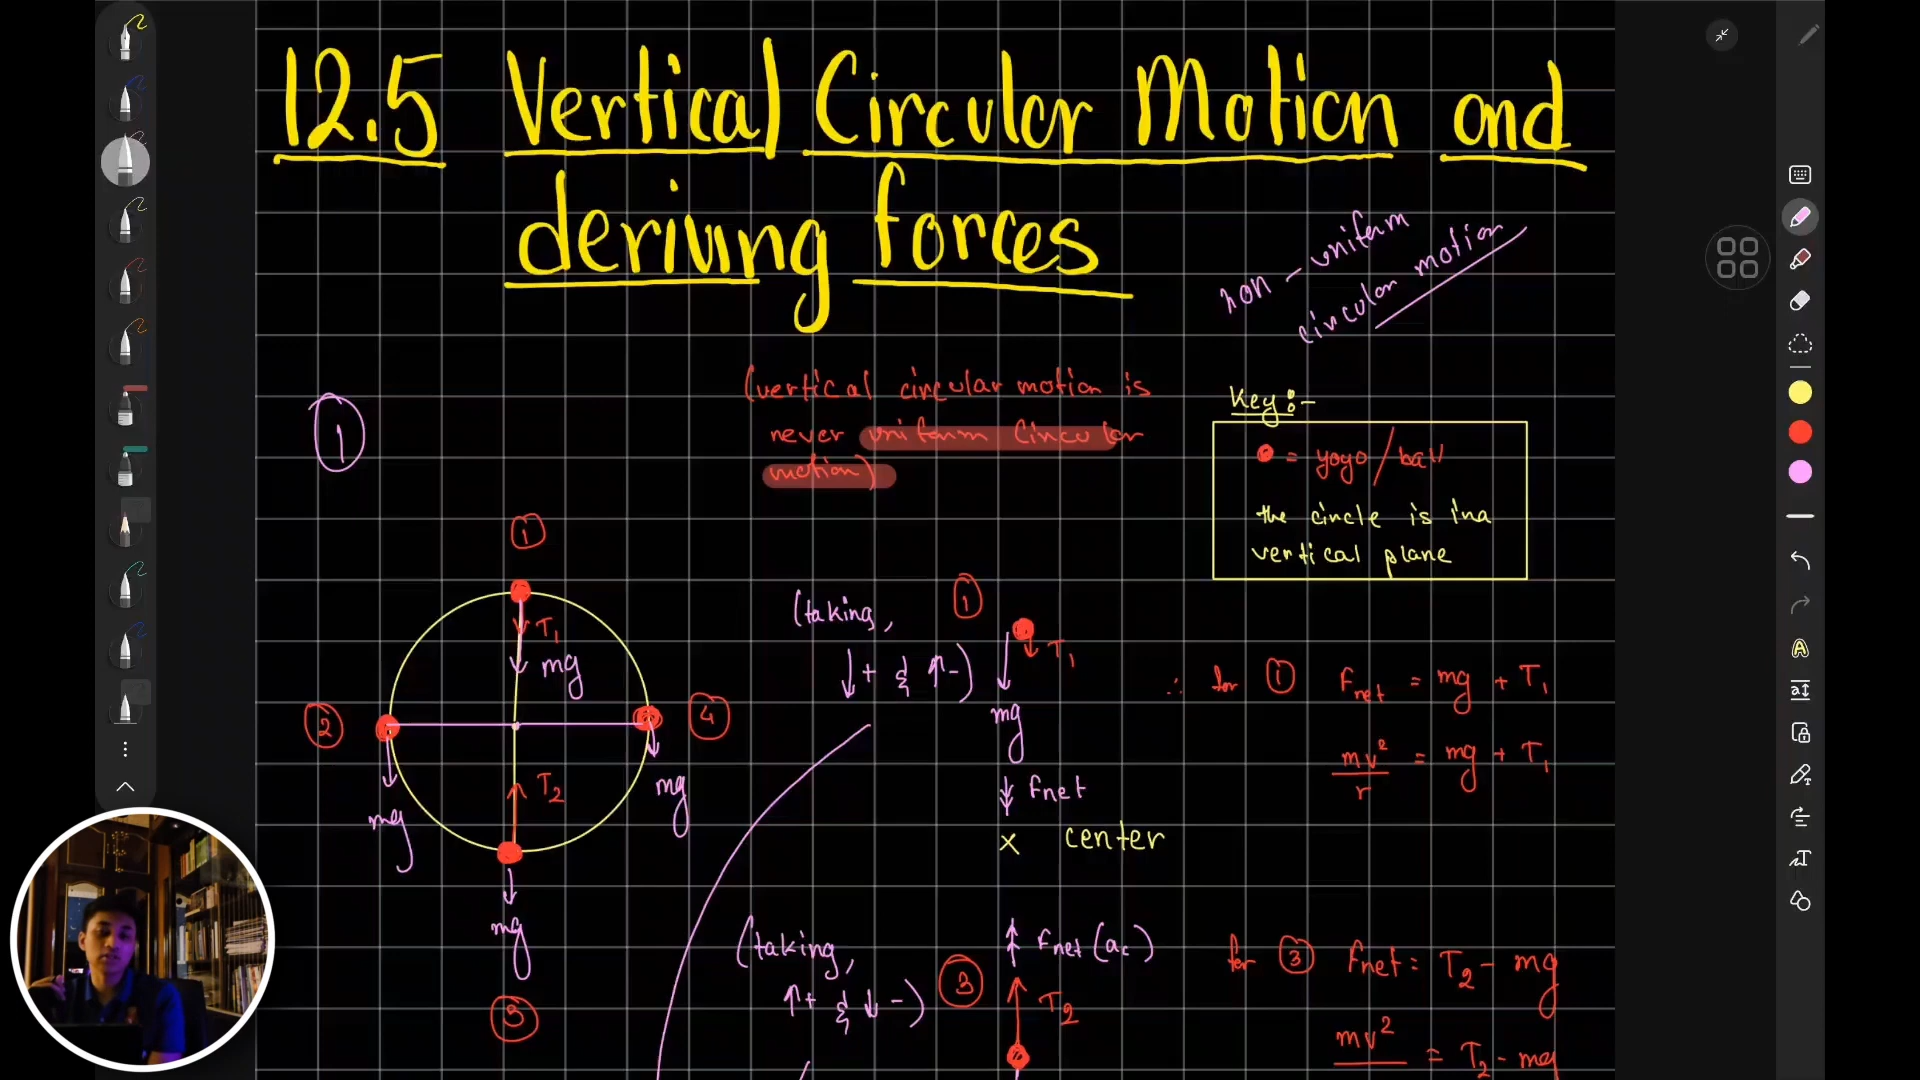 12.5 Vertical Circular Motion and
deriving forces
non - uniform
circular motion
(vertical circular motion is
never uniform Circular
motion)
Key:-
= yoyo/ball
the circle is in a
vertical plane
1
1
T1
mg
2
4
mg
mg
T2
mg
3
(taking,
↓+ & ↑-)
1
T1
mg
Fnet
x center
∴ for 1 Fnet = mg + T1
mv²/r = mg + T1
(taking,
↑+ & ↓-)
3
Fnet (ac)
T2
for 3 Fnet = T2 - mg
mv² = T2 - mg